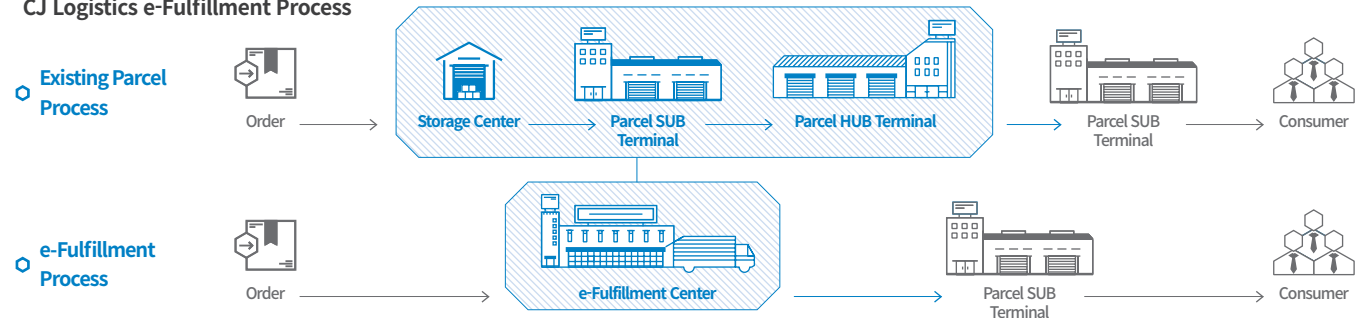 CJ Logistics e-Fulfillment Process
Existing Parcel
Process
Order
Storage Center
Parcel SUB
Terminal
Parcel HUB Terminal
Parcel SUB
Terminal
Consumer
e-Fulfillment
Process
Order
e-Fulfillment Center
Parcel SUB
Terminal
Consumer